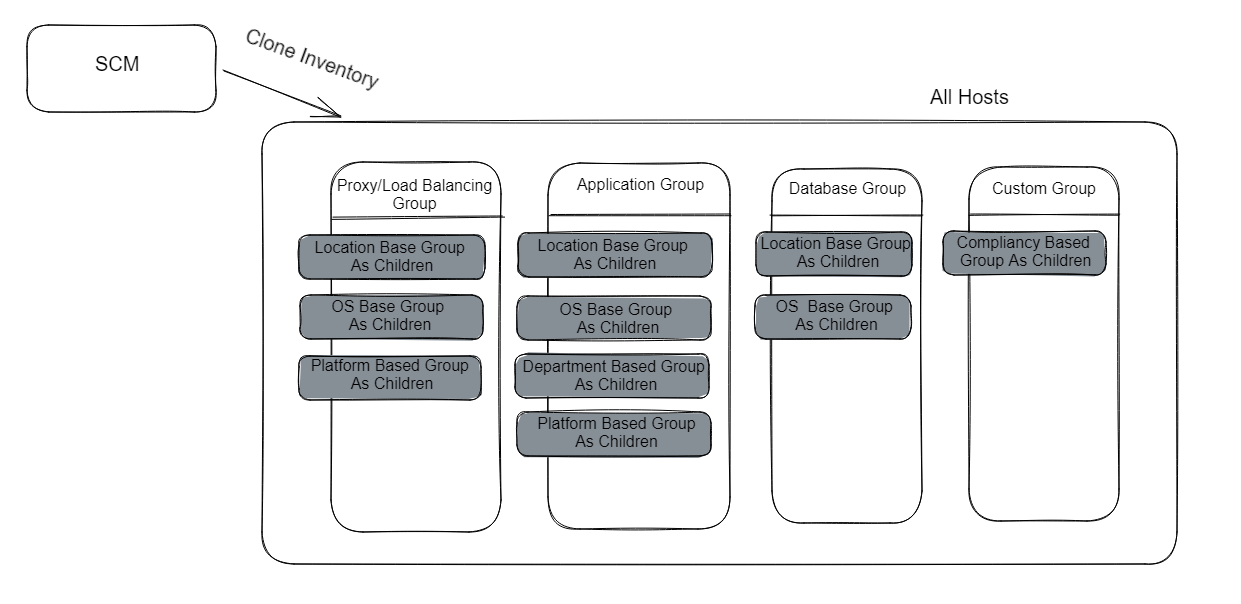 SCM
Clone Inventory
All Hosts
Proxy/Load Balancing
Group
Location Base Group
As Children
OS Base Group
As Children
Platform Based Group
As Children
Application Group
Location Base Group
As Children
OS Base Group
As Children
Department Based Group
As Children
Platform Based Group
As Children
Database Group
Location Base Group
As Children
OS  Base Group
As Children
Custom Group
Compliancy Based
Group As Children